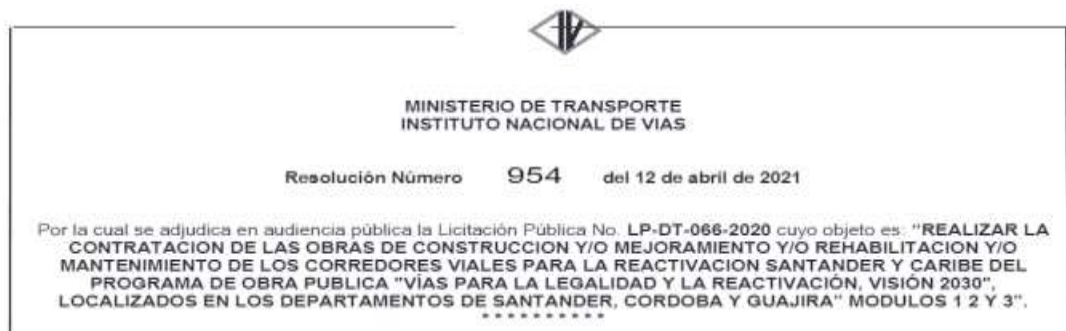 MINISTERIO DE TRANSPORTE
INSTITUTO NACIONAL DE VIAS
Resolución Número 954 del 12 de abril de 2021
Por la cual se adjudica en audiencia pública la Licitación Pública No. LP-DT-066-2020 cuyo objeto es: "REALIZAR LA
CONTRATACION DE LAS OBRAS DE CONSTRUCCION Y/O MEJORAMIENTO Y/O REHABILITACION Y/O
MANTENIMIENTO DE LOS CORREDORES VIALES PARA LA REACTIVACION SANTANDER Y CARIBE DEL
PROGRAMA DE OBRA PUBLICA "VÍAS PARA LA LEGALIDAD Y LA REACTIVACIÓN, VISIÓN 2030",
LOCALIZADOS EN LOS DEPARTAMENTOS DE SANTANDER, CORDOBA Y GUAJIRA" MODULOS 1 2 Y 3".
* * * * * * * * * *